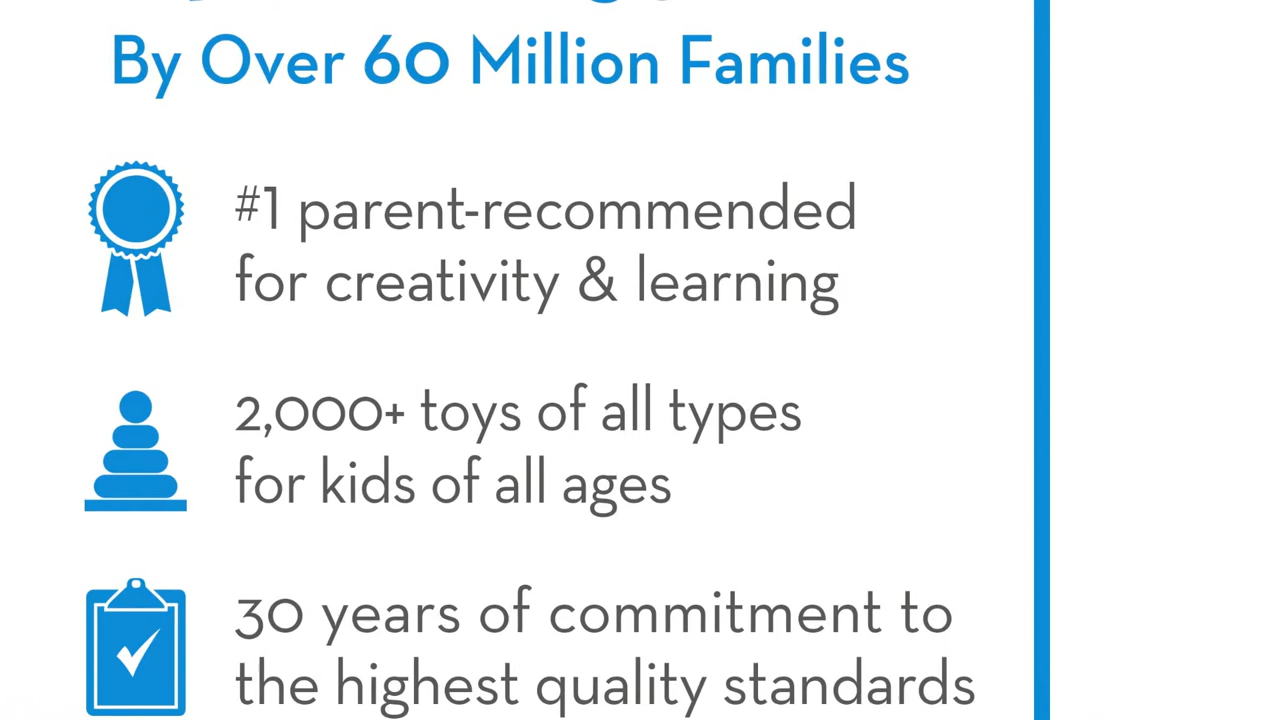 By Over 60 Million Families
#1 parent-recommended
for creativity & learning
2,000+ toys of all types
for kids of all ages
30 years of commitment to
the highest quality standards